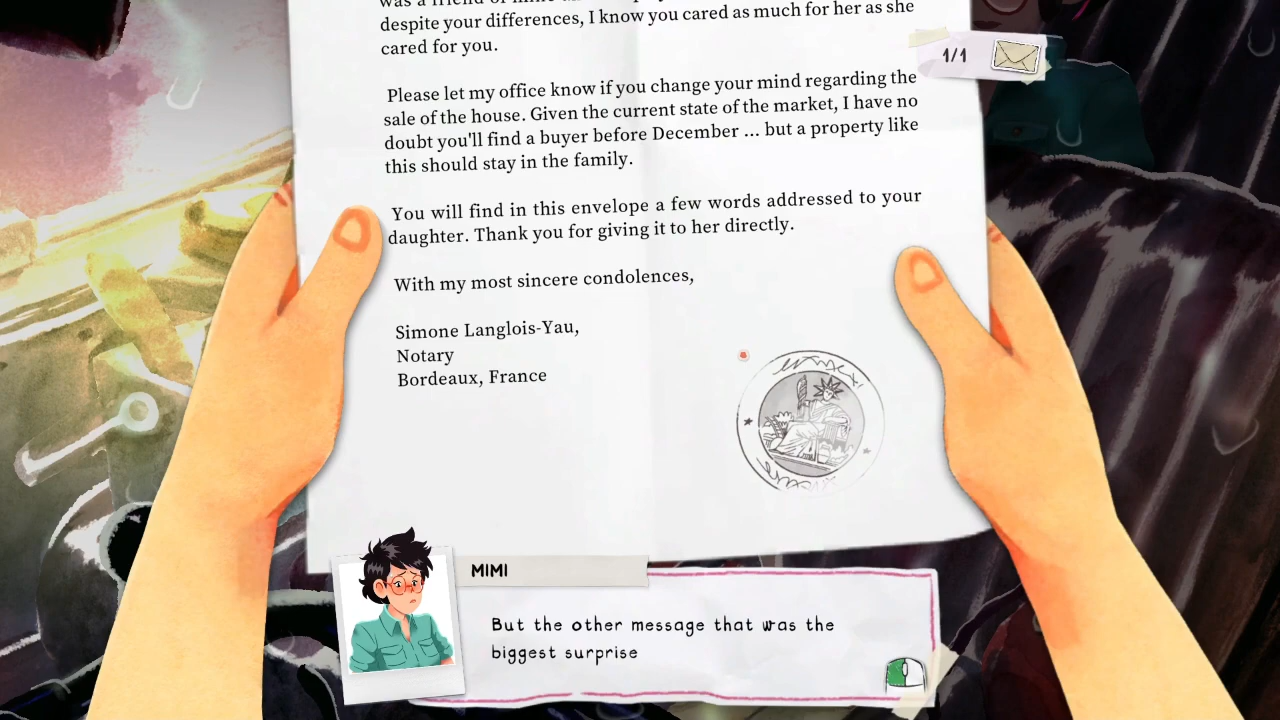 despite your differences, I know you cared as much for her as she
cared for you.
Please let my office know if you change your mind regarding the
sale of the house. Given the current state of the market, I have no
doubt you'll find a buyer before December ... but a property like
this should stay in the family.
You will find in this envelope a few words addressed to your
daughter. Thank you for giving it to her directly.
With my most sincere condolences,
Simone Langlois-Yau,
Notary
Bordeaux, France
1/1
MIMI
But the other message that was the
biggest surprise